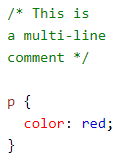 /* This is
a multi-line
comment */

p {
  color: red;
}